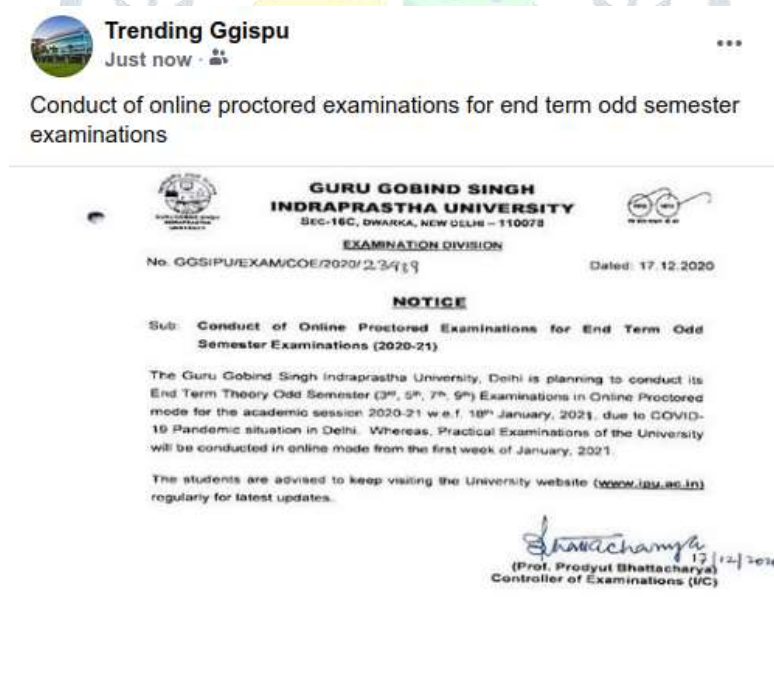 Trending Ggispu
Just now ·
Conduct of online proctored examinations for end term odd semester
examinations
GURU GOBIND SINGH
INDRAPRASTHA UNIVERSITY
SEC-16C, DWARKA, NEW DELHI – 110078
EXAMINATION DIVISION
No. GGSIPU/EXAM/COE/2020/23989
Dated: 17.12.2020
NOTICE
Sub: Conduct of Online Proctored Examinations for End Term Odd
Semester Examinations (2020-21)
The Guru Gobind Singh Indraprastha University, Delhi is planning to conduct its
End Term Theory Odd Semester (3rd, 5th, 7th, 9th) Examinations in Online Proctored
mode for the academic session 2020-21 w.e.f. 18th January, 2021, due to COVID-
19 Pandemic situation in Delhi. Whereas, Practical Examinations of the University
will be conducted in online mode from the first week of January, 2021.
The students are advised to keep visiting the University website (www.ipu.ac.in)
regularly for latest updates.
Bhattacharya
17/12/2020
(Prof. Prodyut Bhattacharya)
Controller of Examinations (I/C)